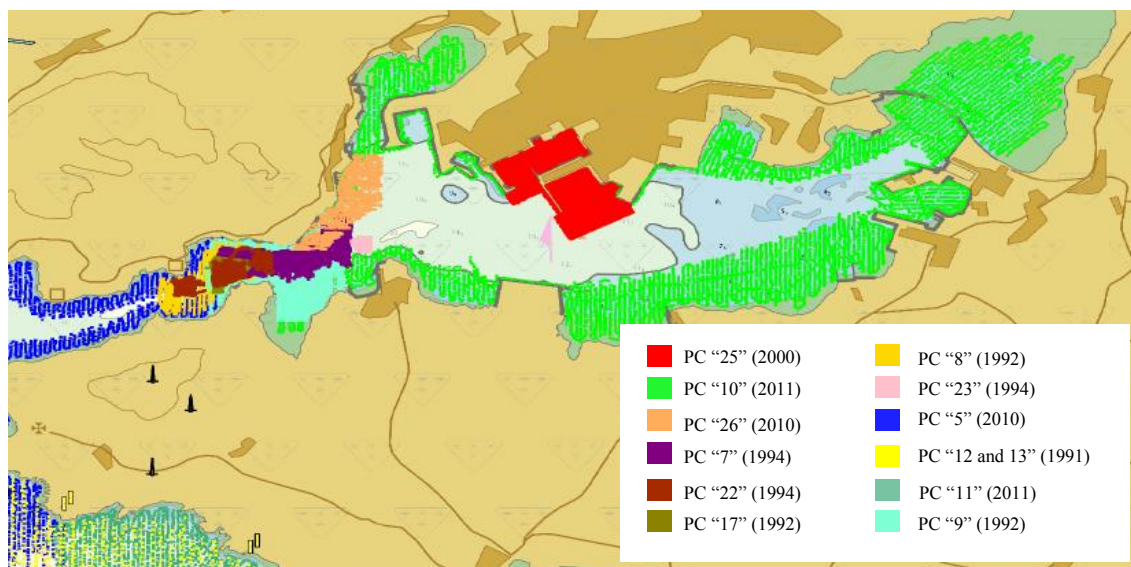 PC “25” (2000)
PC “10” (2011)
PC “26” (2010)
PC “7” (1994)
PC “22” (1994)
PC “17” (1992)
PC “8” (1992)
PC “23” (1994)
PC “5” (2010)
PC “12 and 13” (1991)
PC “11” (2011)
PC “9” (1992)